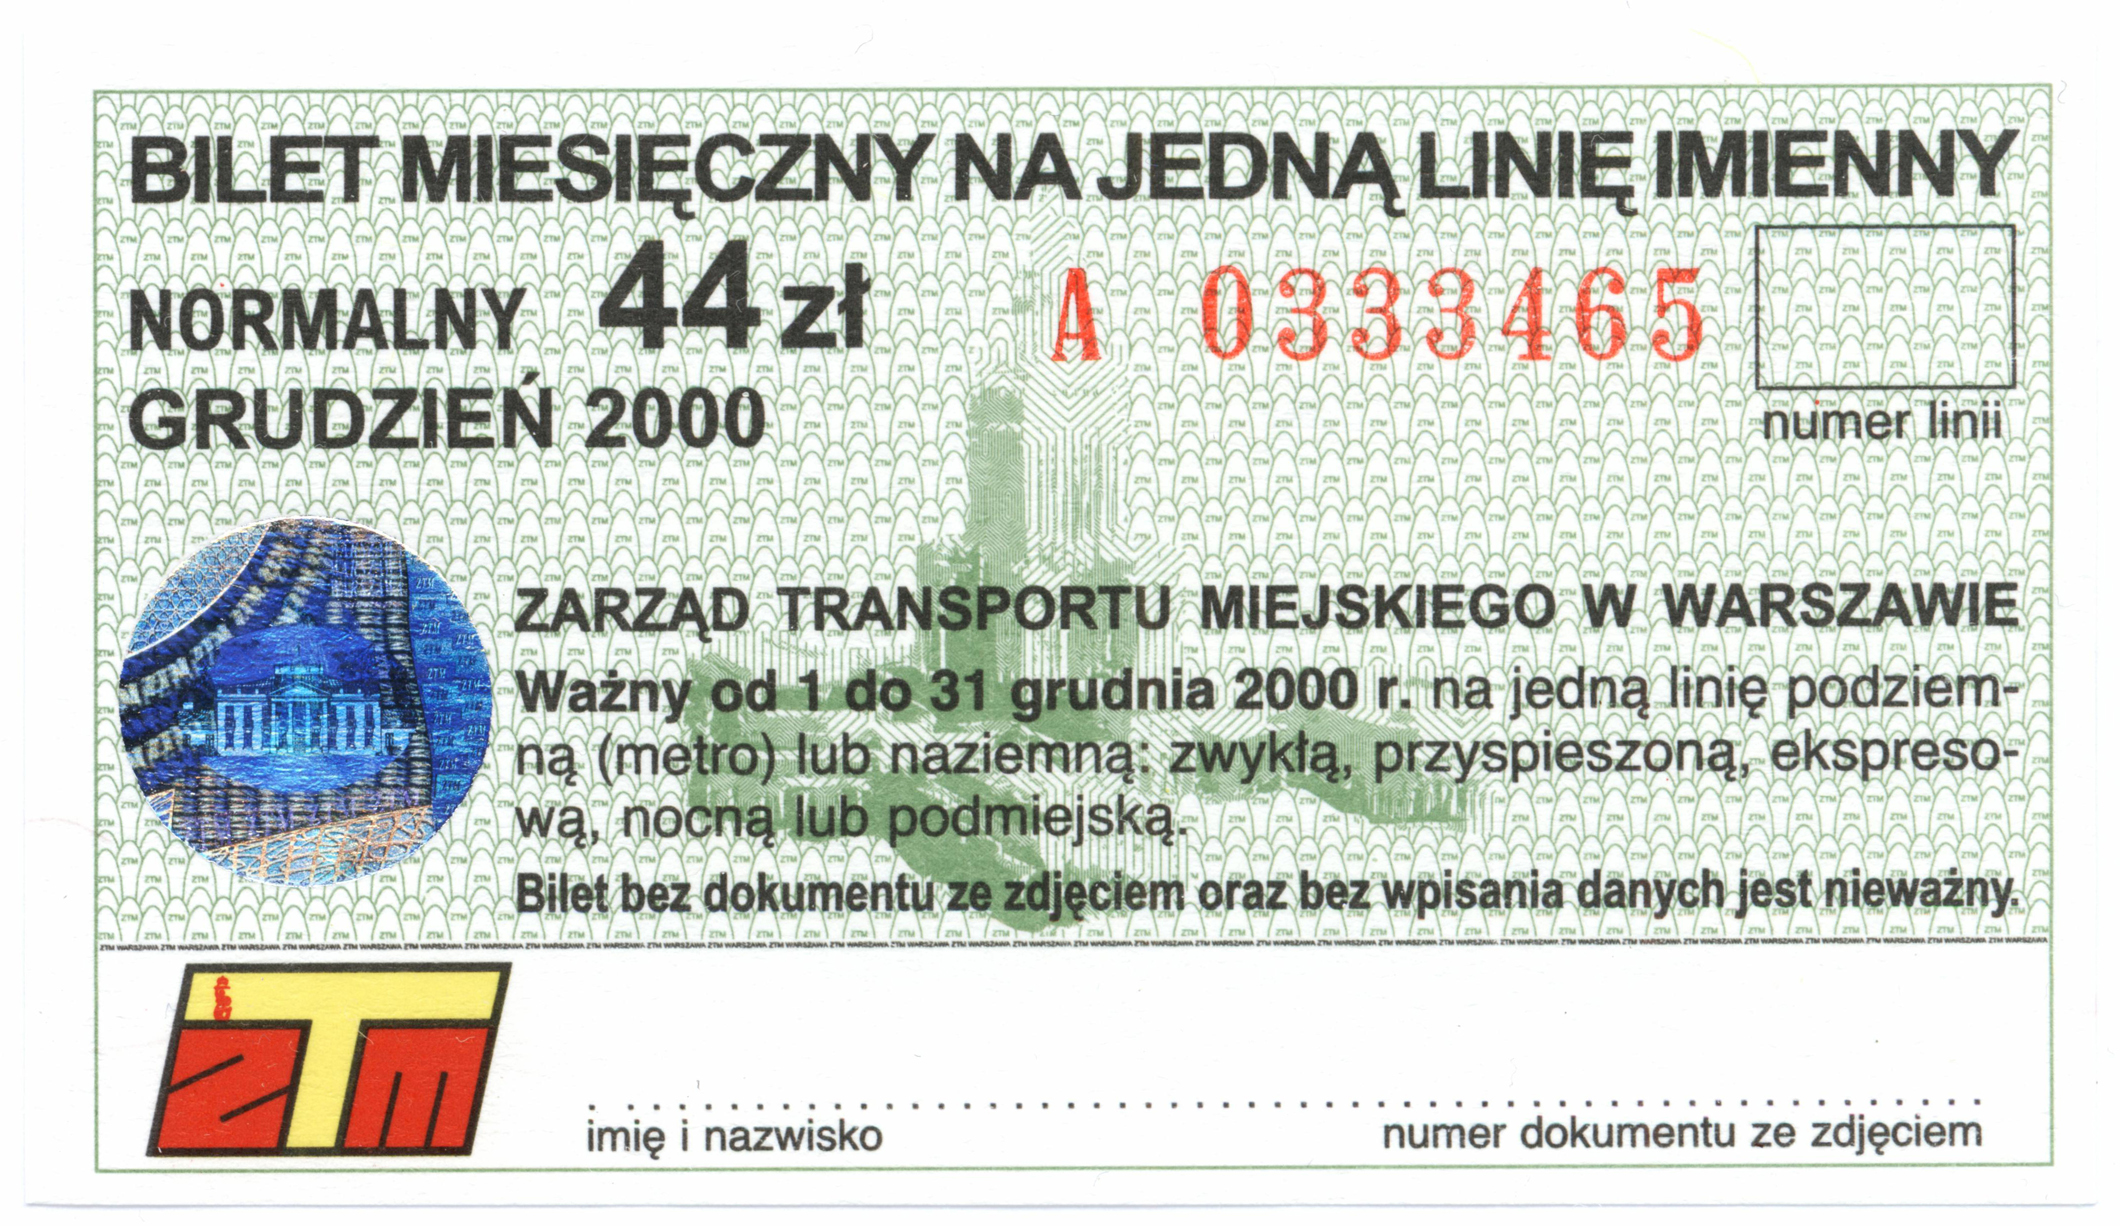 BILET MIESIĘCZNY NA JEDNĄ LINIĘ IMIENNY
NORMALNY 44 zł A 0333465
numer linii
GRUDZIEŃ 2000
ZARZĄD TRANSPORTU MIEJSKIEGO W WARSZAWIE
Ważny od 1 do 31 grudnia 2000 r. na jedną linię podziem-
ną (metro) lub naziemną: zwykłą, przyspieszoną, ekspreso-
wą, nocną lub podmiejską.
Bilet bez dokumentu ze zdjęciem oraz bez wpisania danych jest nieważny.
ZTM
imię i nazwisko numer dokumentu ze zdjęciem